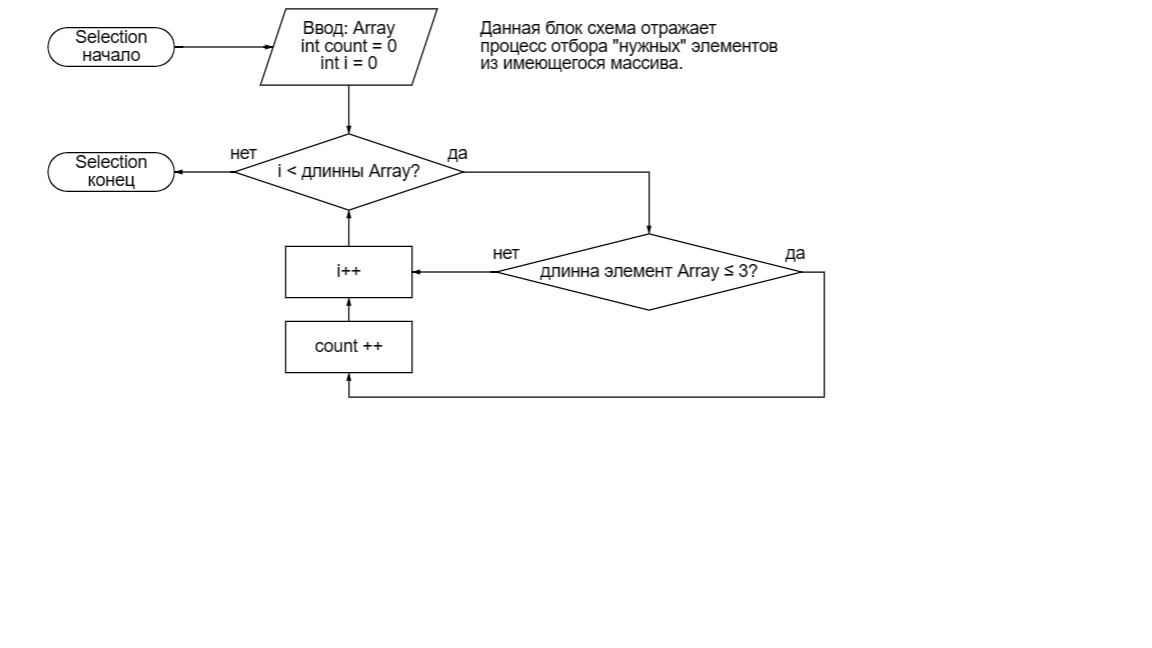 Selection
начало
Ввод: Array
int count = 0
int i = 0
Данная блок схема отражает
процесс отбора "нужных" элементов
из имеющегося массива.
Selection
конец
нет
i < длинны Array?
да
i++
нет
длинна элемент Array ≤ 3?
да
count ++